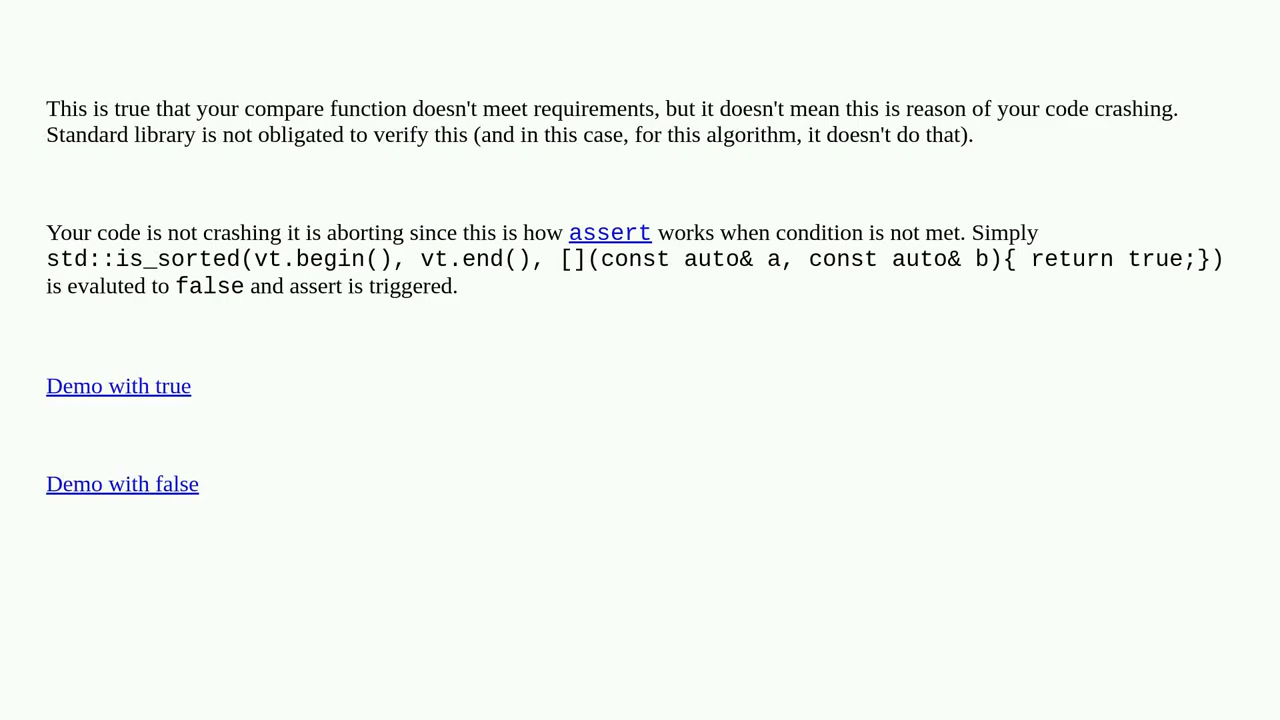 This is true that your compare function doesn't meet requirements, but it doesn't mean this is reason of your code crashing.
Standard library is not obligated to verify this (and in this case, for this algorithm, it doesn't do that).
Your code is not crashing it is aborting since this is how assert works when condition is not met. Simply
std::is_sorted(vt.begin(), vt.end(), [](const auto& a, const auto& b){ return true;})
is evaluted to false and assert is triggered.
Demo with true
Demo with false